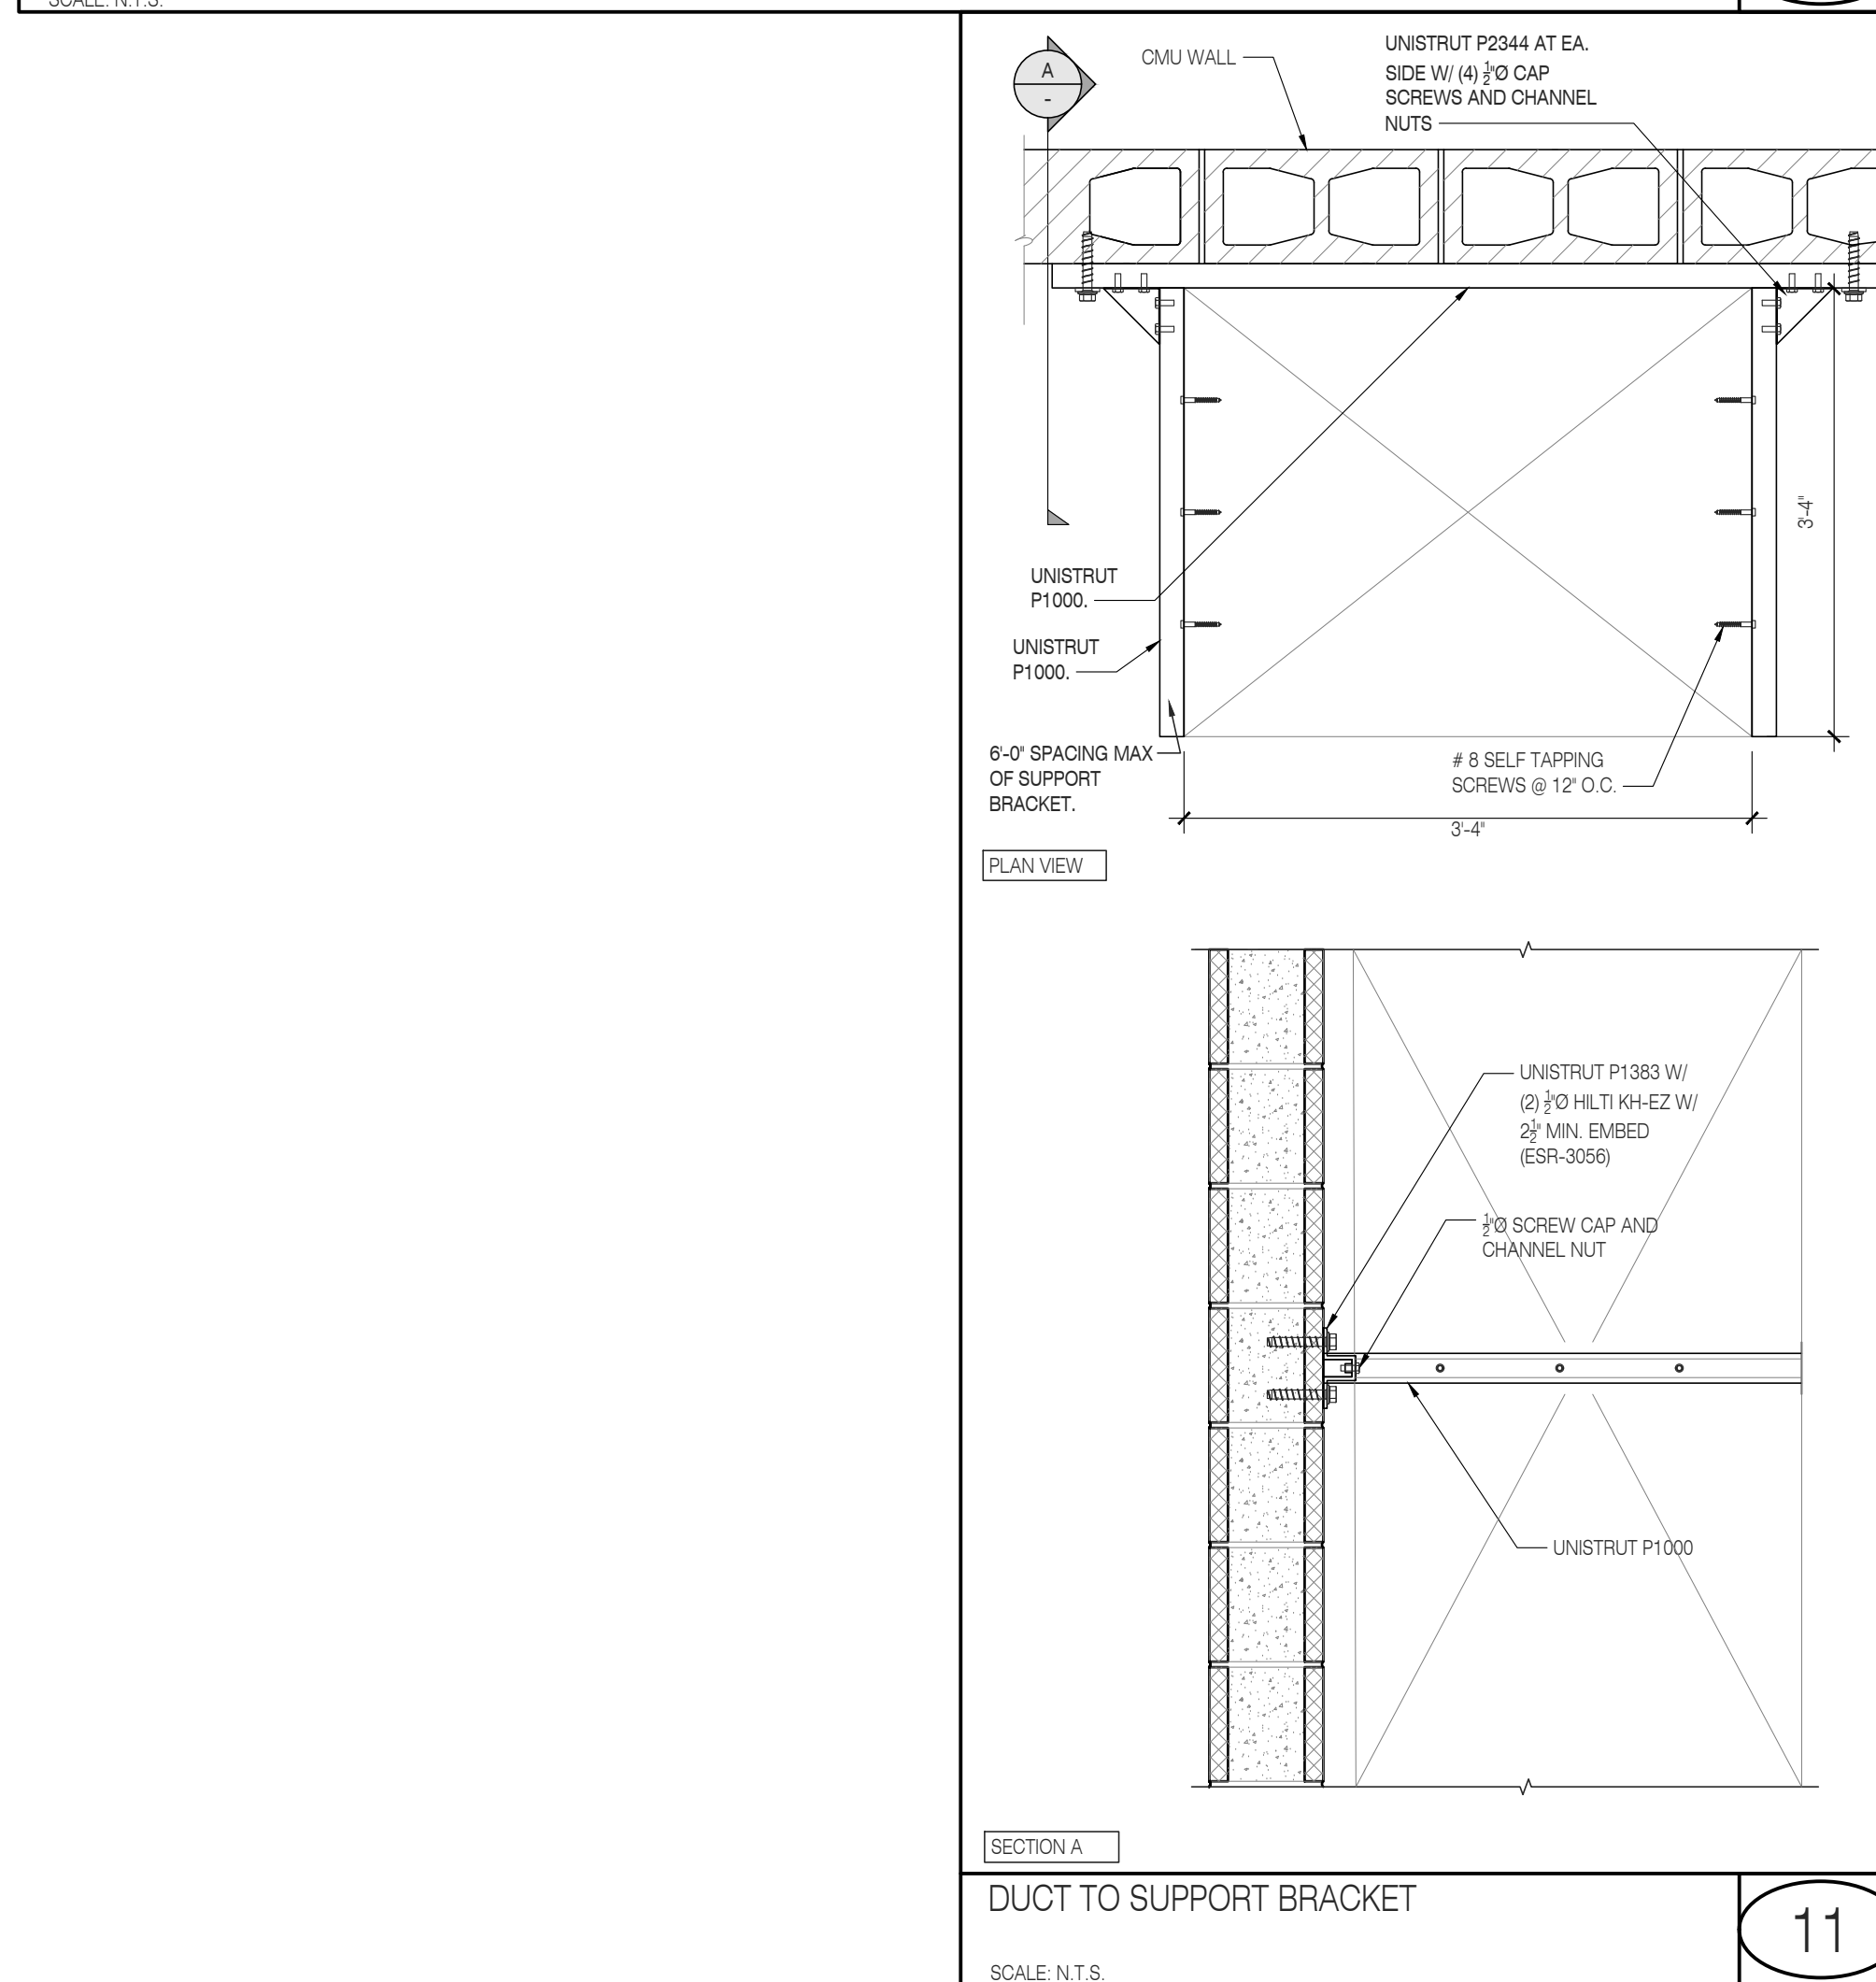 SCALE: N.T.S.
A
-
CMU WALL
UNISTRUT P2344 AT EA.
SIDE W/ (4) ½"Ø CAP
SCREWS AND CHANNEL
NUTS
3'-4"
UNISTRUT
P1000.
UNISTRUT
P1000.
6'-0" SPACING MAX
OF SUPPORT
BRACKET.
# 8 SELF TAPPING
SCREWS @ 12" O.C.
3'-4"
PLAN VIEW
UNISTRUT P1383 W/
(2) ½"Ø HILTI KH-EZ W/
2½" MIN. EMBED
(ESR-3056)
½"Ø SCREW CAP AND
CHANNEL NUT
UNISTRUT P1000
SECTION A
DUCT TO SUPPORT BRACKET
11
SCALE: N.T.S.